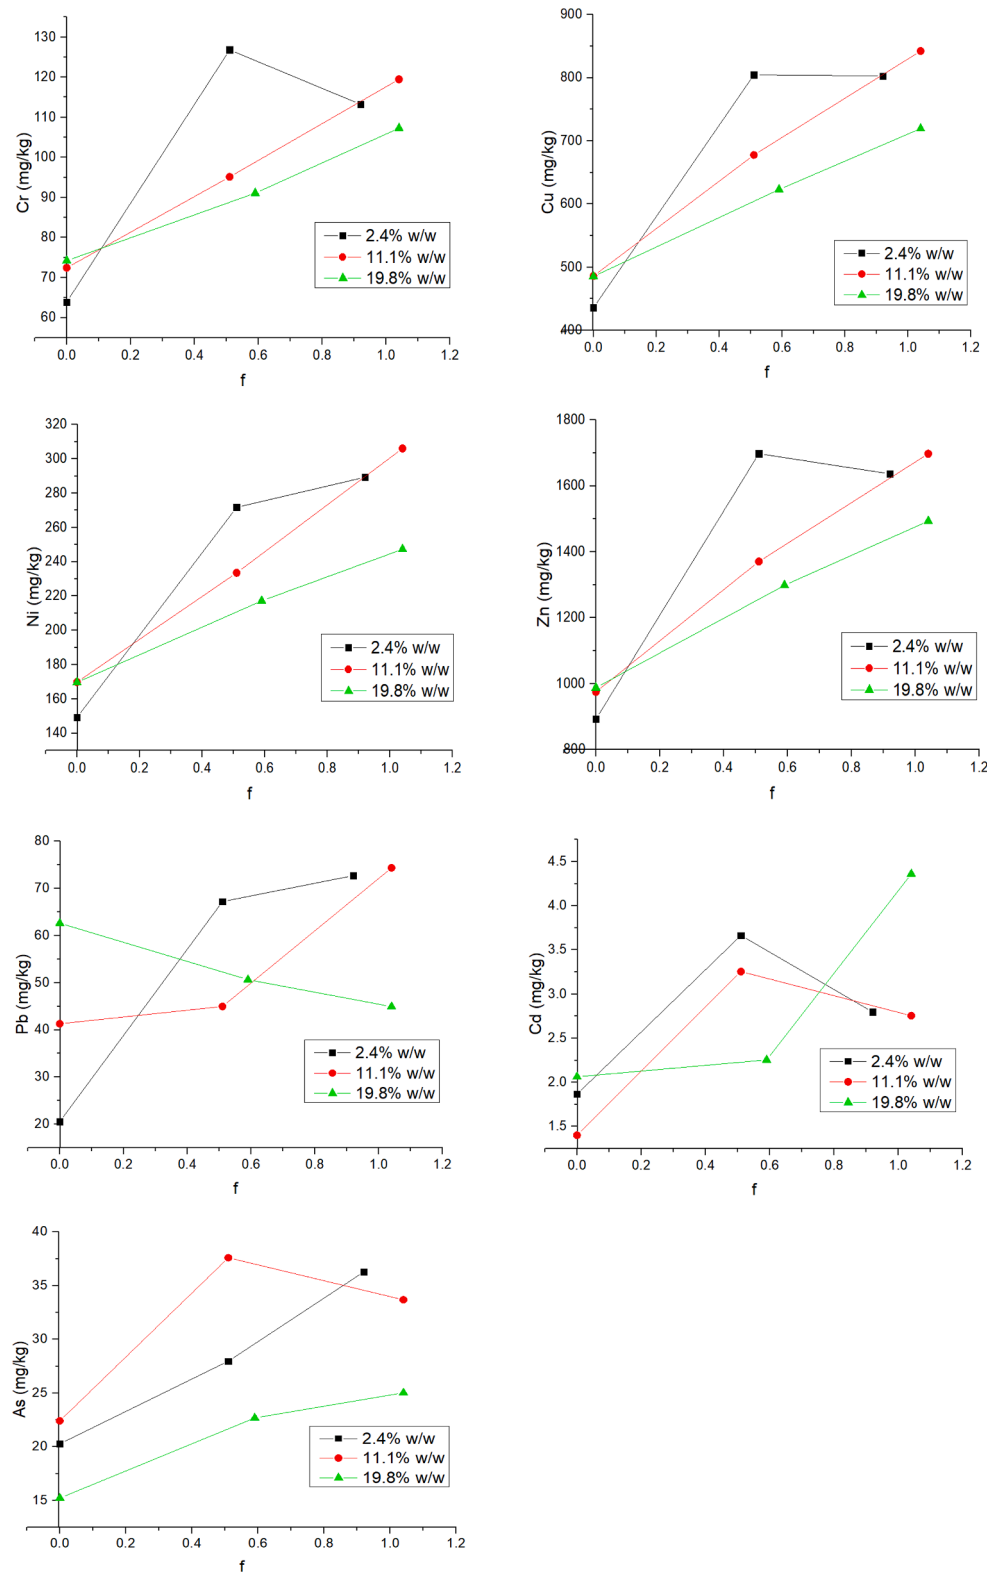 130
120
110
100
90
80
70
60
Cr (mg/kg)
0.0 0.2 0.4 0.6 0.8 1.0 1.2
f
2.4% w/w
11.1% w/w
19.8% w/w
900
800
700
600
500
400
Cu (mg/kg)
0.0 0.2 0.4 0.6 0.8 1.0 1.2
f
2.4% w/w
11.1% w/w
19.8% w/w
320
300
280
260
240
220
200
180
160
140
Ni (mg/kg)
0.0 0.2 0.4 0.6 0.8 1.0 1.2
f
2.4% w/w
11.1% w/w
19.8% w/w
1800
1600
1400
1200
1000
800
Zn (mg/kg)
0.0 0.2 0.4 0.6 0.8 1.0 1.2
f
2.4% w/w
11.1% w/w
19.8% w/w
80
70
60
50
40
30
20
Pb (mg/kg)
0.0 0.2 0.4 0.6 0.8 1.0 1.2
f
2.4% w/w
11.1% w/w
19.8% w/w
4.5
4.0
3.5
3.0
2.5
2.0
1.5
Cd (mg/kg)
0.0 0.2 0.4 0.6 0.8 1.0 1.2
f
2.4% w/w
11.1% w/w
19.8% w/w
40
35
30
25
20
15
As (mg/kg)
0.0 0.2 0.4 0.6 0.8 1.0 1.2
f
2.4% w/w
11.1% w/w
19.8% w/w